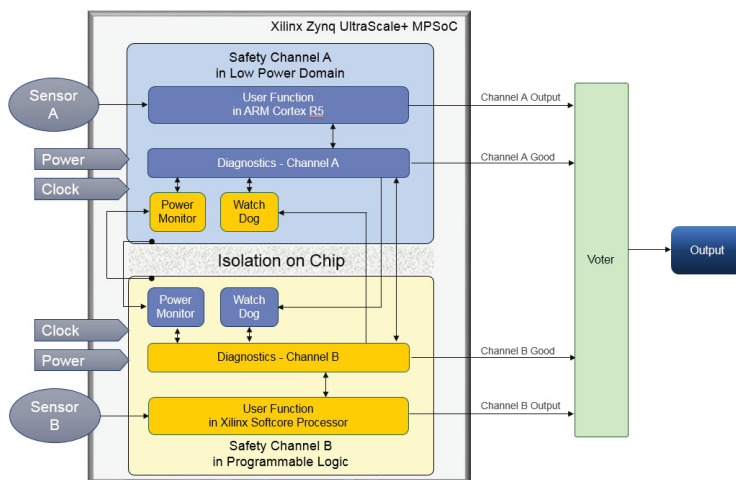 Xilinx Zynq UltraScale+ MPSoC
Safety Channel A
in Low Power Domain
Sensor
A
User Function
in ARM Cortex R5
Channel A Output
Power
Diagnostics - Channel A
Channel A Good
Clock
Power
Monitor
Watch
Dog
Isolation on Chip
Voter
Output
Power
Monitor
Watch
Dog
Clock
Power
Diagnostics - Channel B
Channel B Good
Sensor
B
User Function
in Xilinx Softcore Processor
Channel B Output
Safety Channel B
in Programmable Logic